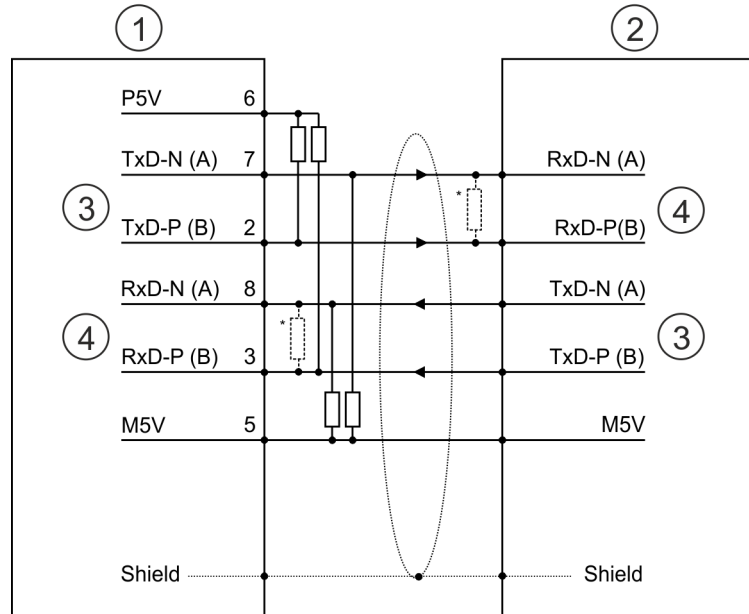 1 2
P5V 6
TxD-N (A) 7 RxD-N (A)
3 4
TxD-P (B) 2 RxD-P(B)
RxD-N (A) 8 TxD-N (A)
4 * 3
RxD-P (B) 3 TxD-P (B)
M5V 5 M5V
Shield Shield
*